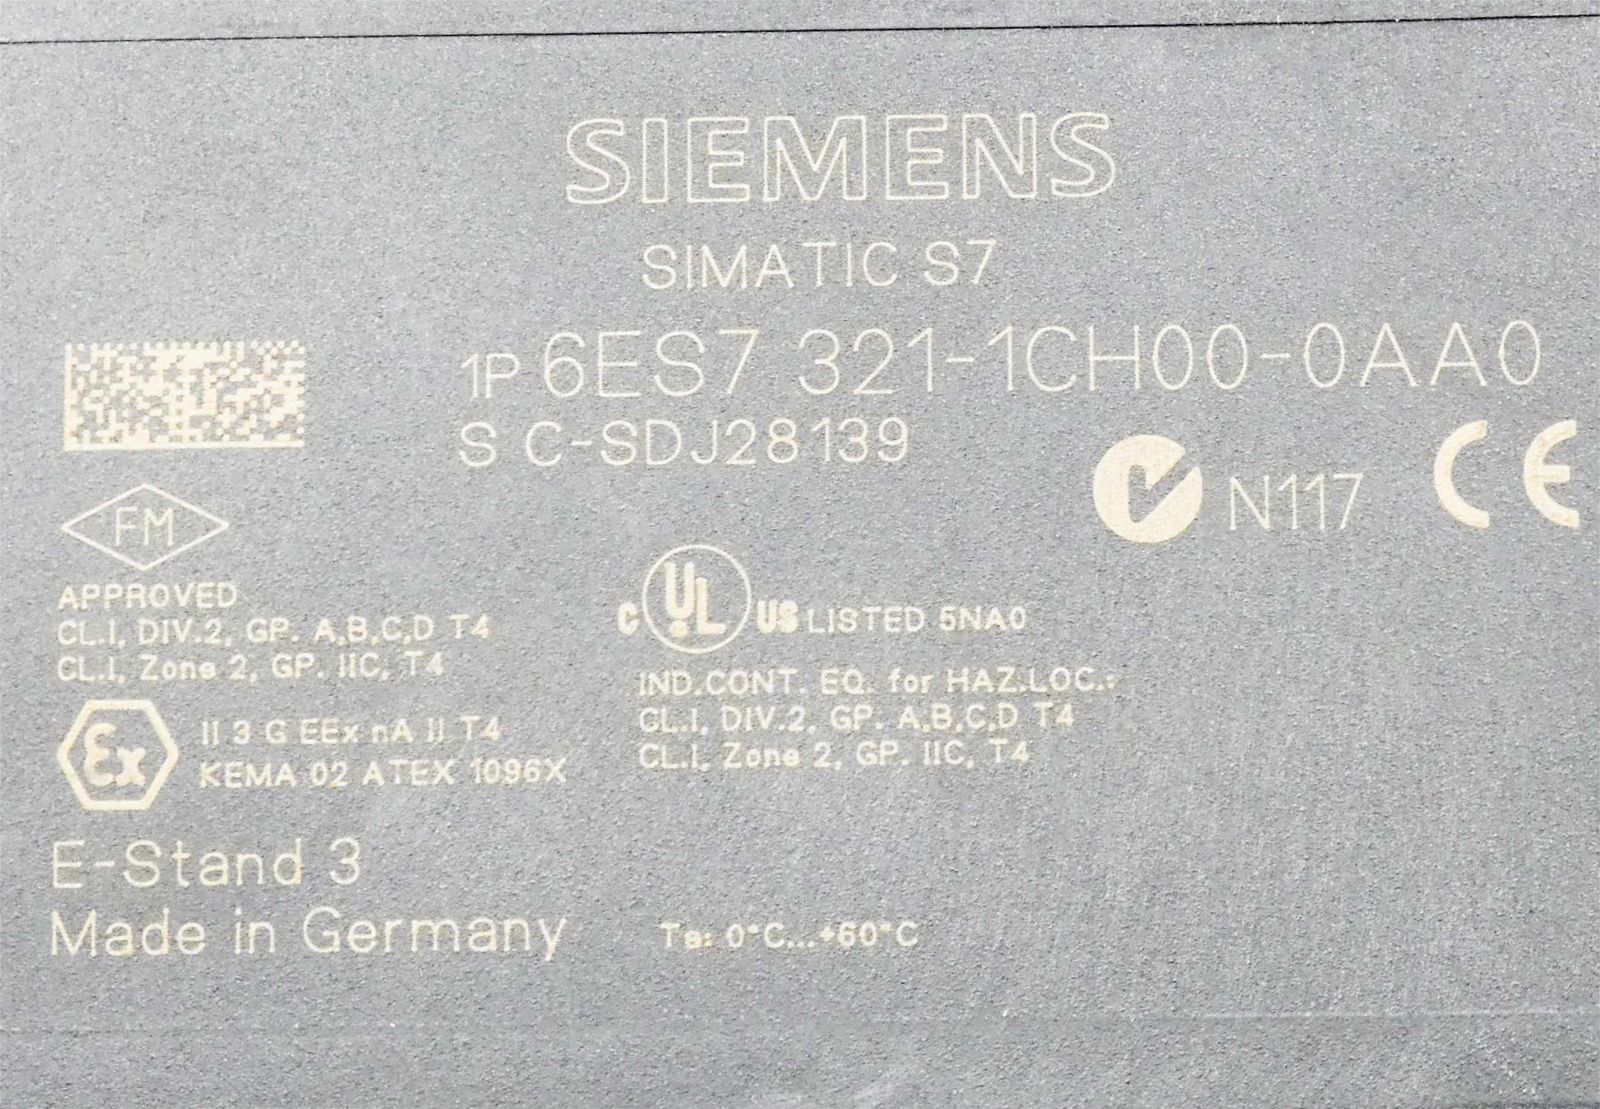 SIEMENS
SIMATIC S7
1P 6ES7 321-1CH00-0AA0
S C-SDJ28139
N117 CE
FM
APPROVED
CL.I, DIV.2, GP. A,B,C,D T4
CL.I, Zone 2, GP. IIC, T4
C UL US LISTED 5NA0
IND.CONT. EQ. for HAZ.LOC.:
CL.I, DIV.2, GP. A,B,C,D T4
CL.I, Zone 2, GP. IIC, T4
Ex
II 3 G EEx nA II T4
KEMA 02 ATEX 1096X
E-Stand 3
Made in Germany
Ta: 0°C...+60°C